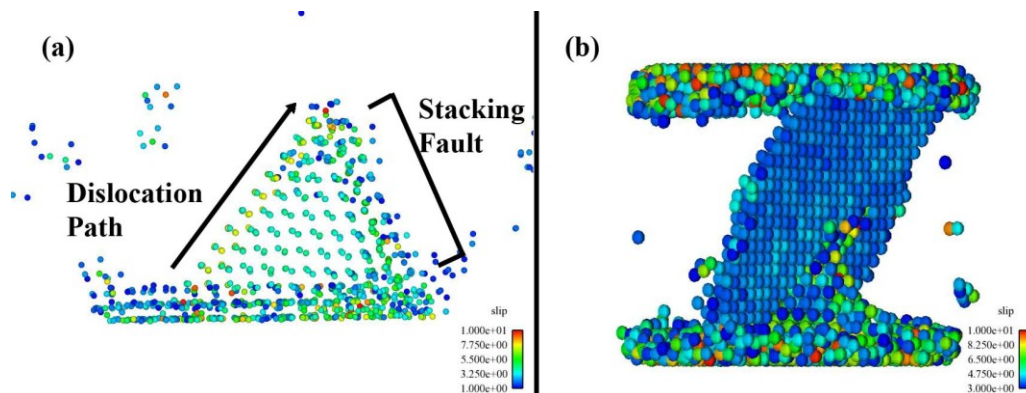 (a)
Stacking
Fault
Dislocation
Path
slip
1.000e+01
7.750e+00
5.500e+00
3.250e+00
1.000e+00
(b)
slip
1.000e+01
8.250e+00
6.500e+00
4.750e+00
3.000e+00